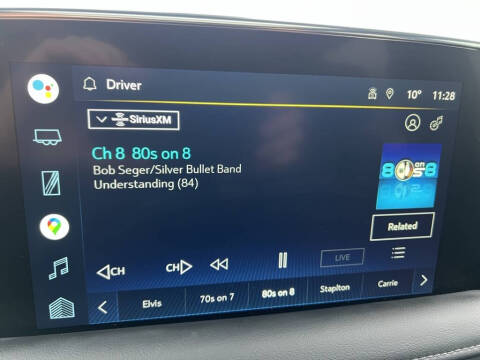 Driver
10° 11:28
SiriusXM
Ch 8 80s on 8
Bob Seger/Silver Bullet Band
Understanding (84)
80s on 8
Related
CH CH LIVE
Elvis 70s on 7 80s on 8 Staplton Carrie